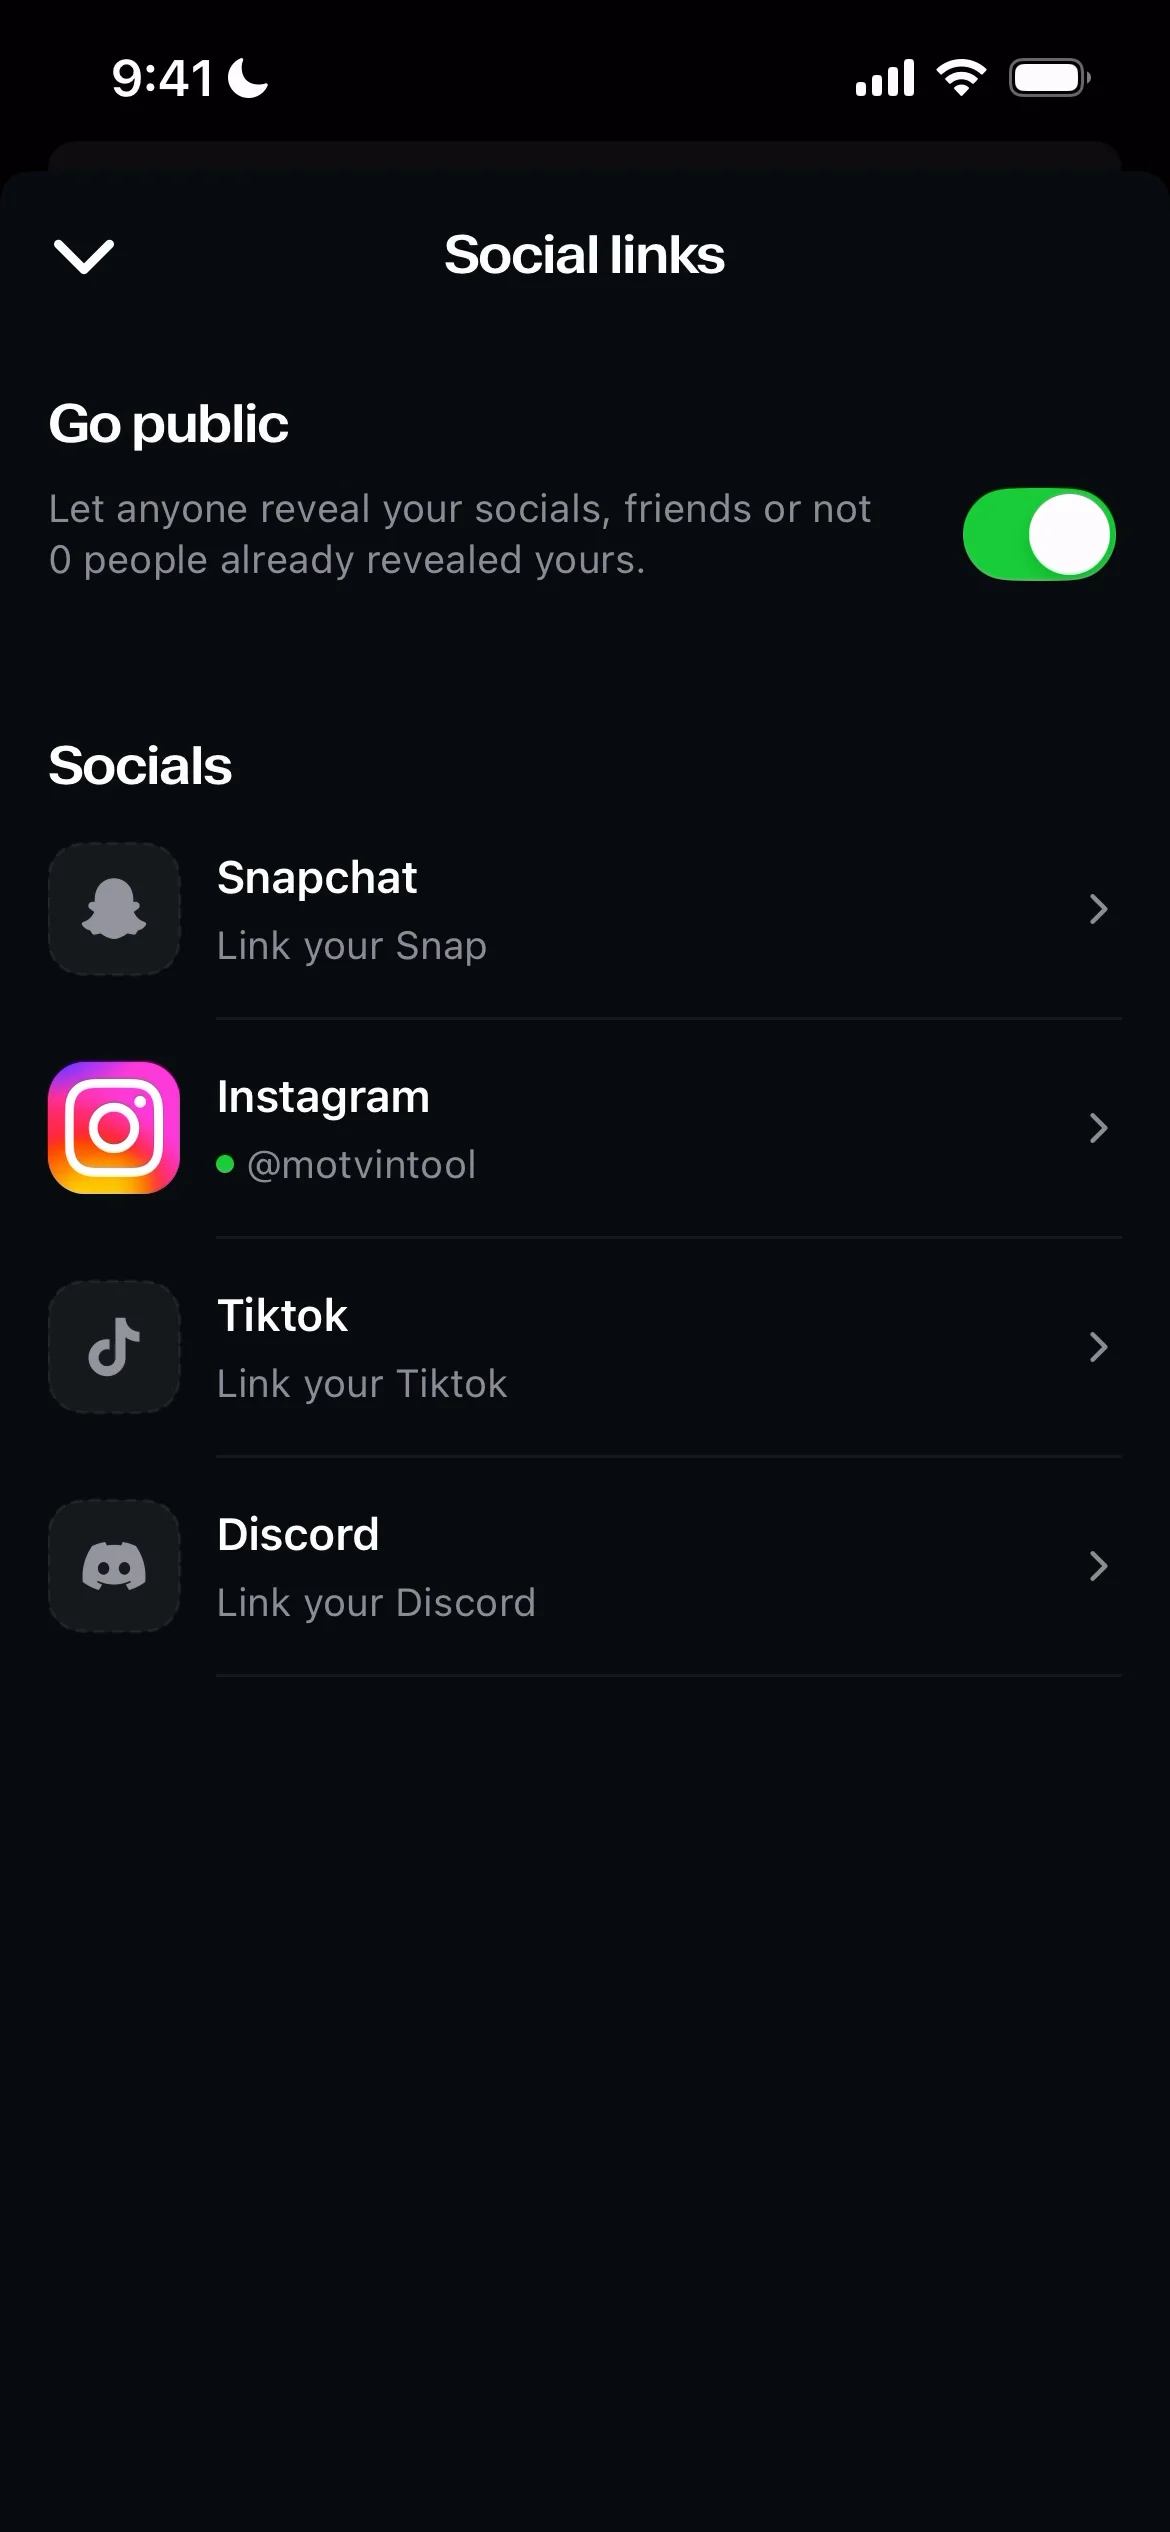 9:41
Social links
Go public
Let anyone reveal your socials, friends or not
0 people already revealed yours.
Socials
Snapchat
Link your Snap
Instagram
@motvintool
Tiktok
Link your Tiktok
Discord
Link your Discord